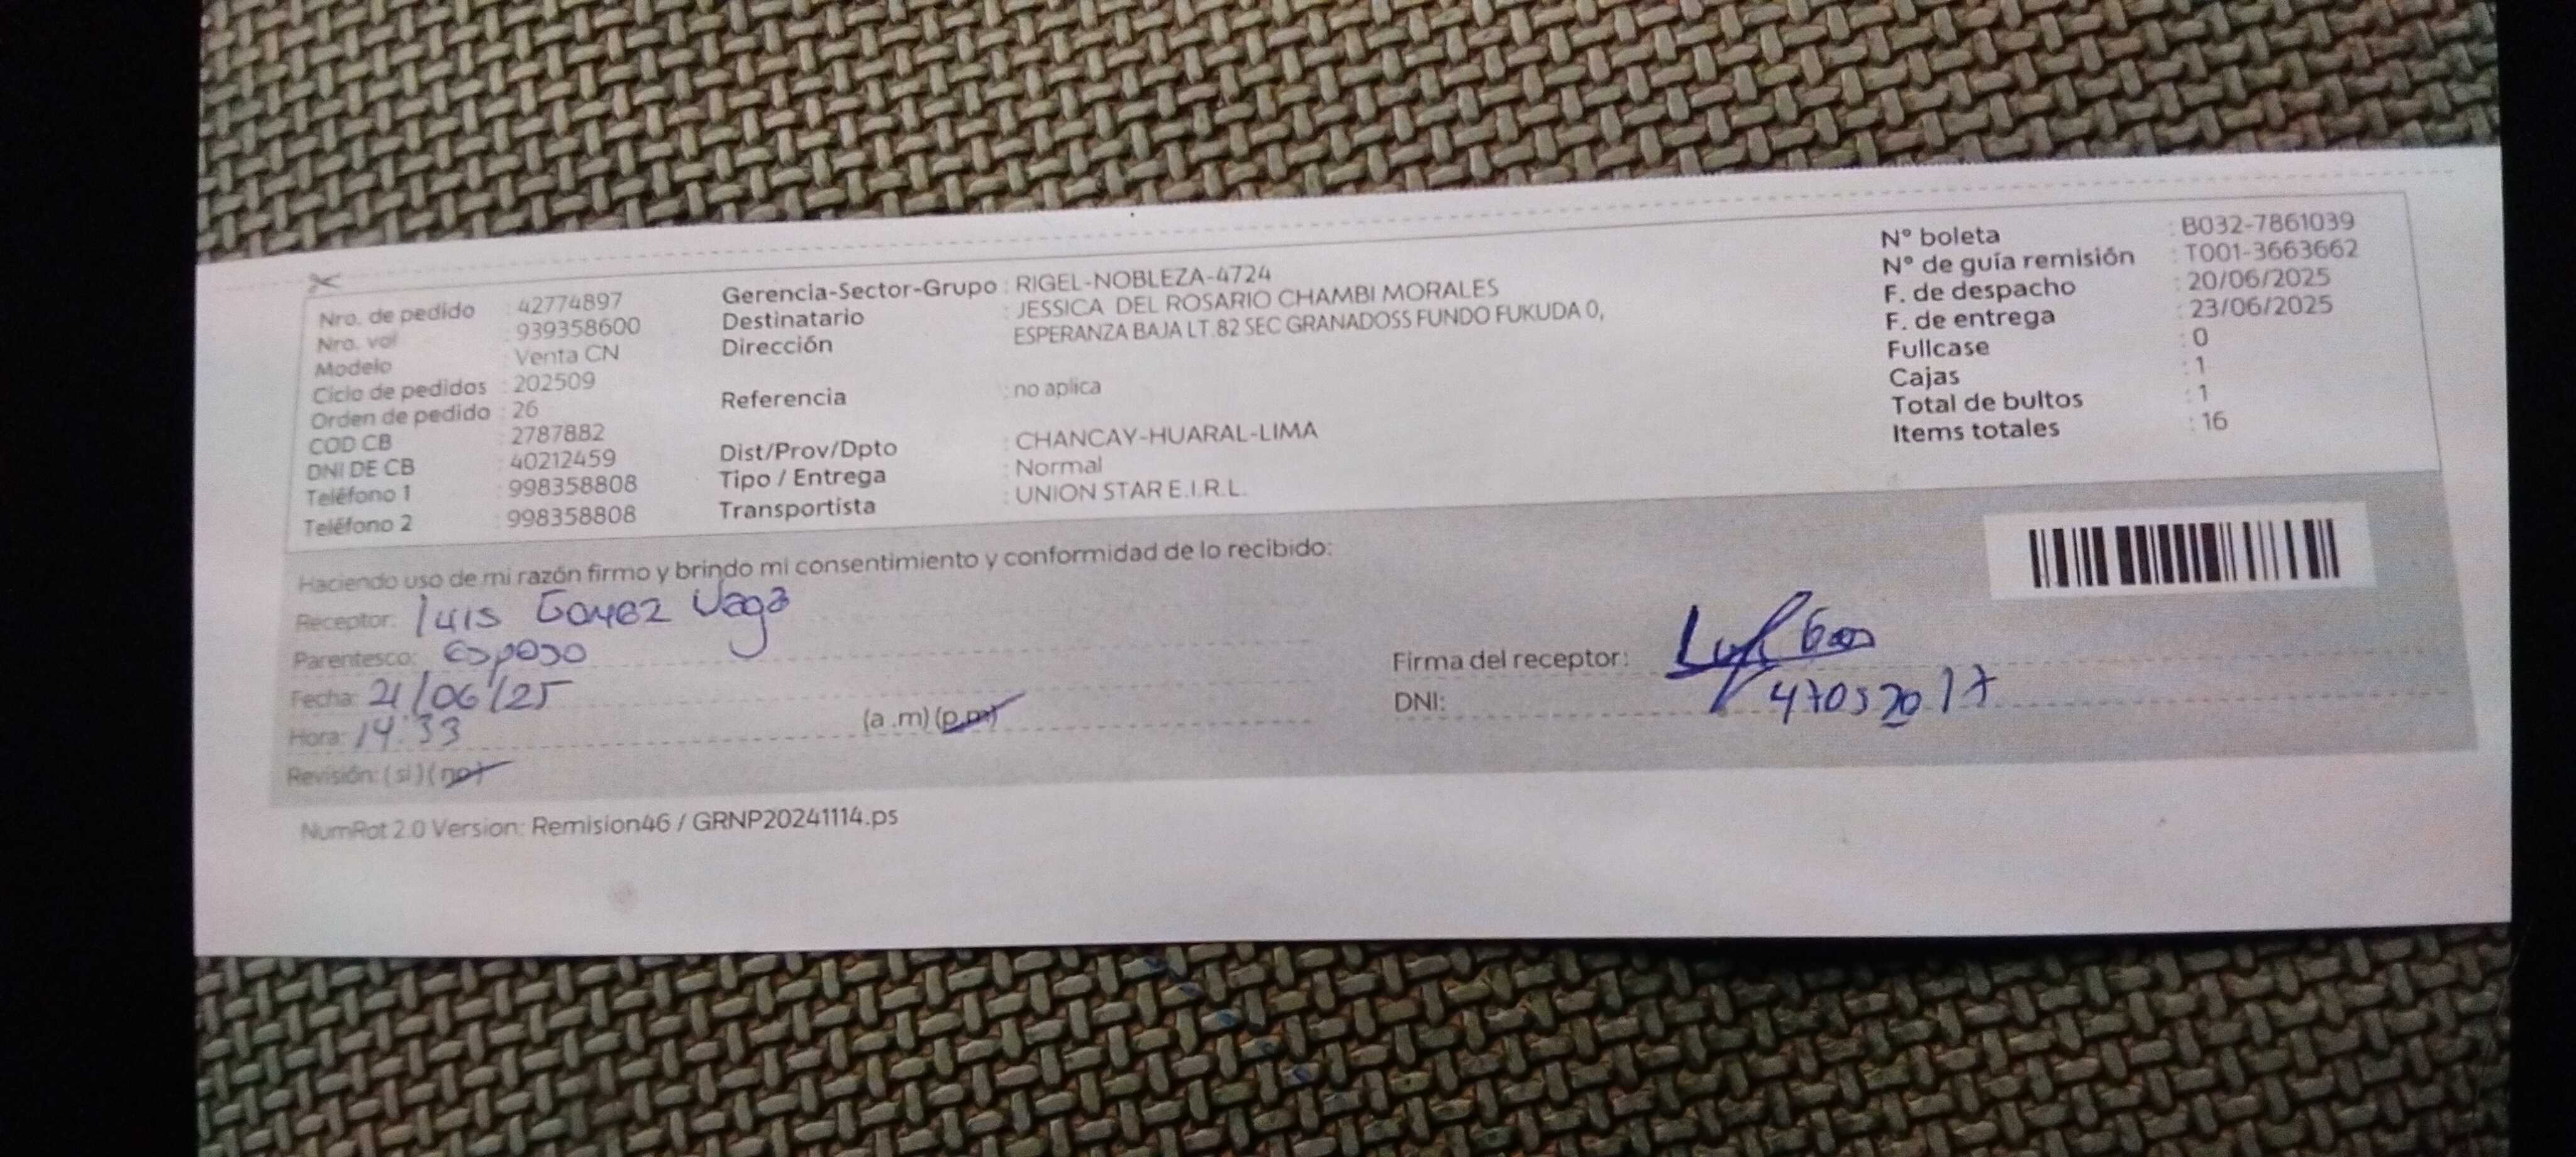 Nro. de pedido : 42774897
Nro. vol : 939358600
Modelo : Venta CN
Ciclo de pedidos : 202509
Orden de pedido : 26
COD CB : 2787882
DNI DE CB : 40212459
Teléfono 1 : 998358808
Teléfono 2 : 998358808
Gerencia-Sector-Grupo : RIGEL-NOBLEZA-4724
Destinatario : JESSICA DEL ROSARIO CHAMBI MORALES
Dirección ESPERANZA BAJA LT.82 SEC GRANADOSS FUNDO FUKUDA 0,
Referencia : no aplica
Dist/Prov/Dpto : CHANCAY-HUARAL-LIMA
Tipo / Entrega : Normal
Transportista : UNION STAR E.I.R.L.
N° boleta : B032-7861039
N° de guía remisión : T001-3663662
F. de despacho : 20/06/2025
F. de entrega : 23/06/2025
Fullcase : 0
Cajas : 1
Total de bultos : 1
Items totales : 16
Haciendo uso de mi razón firmo y brindo mi consentimiento y conformidad de lo recibido:
Receptor: Luis Gomez Vega
Parentesco: Esposo
Fecha: 21/06/25
Hora: 14:33 (a .m) (p.m)
Revisión: (si) (no)
Firma del receptor:
DNI: 47052017
NumRot 2.0 Version: Remision46 / GRNP20241114.ps